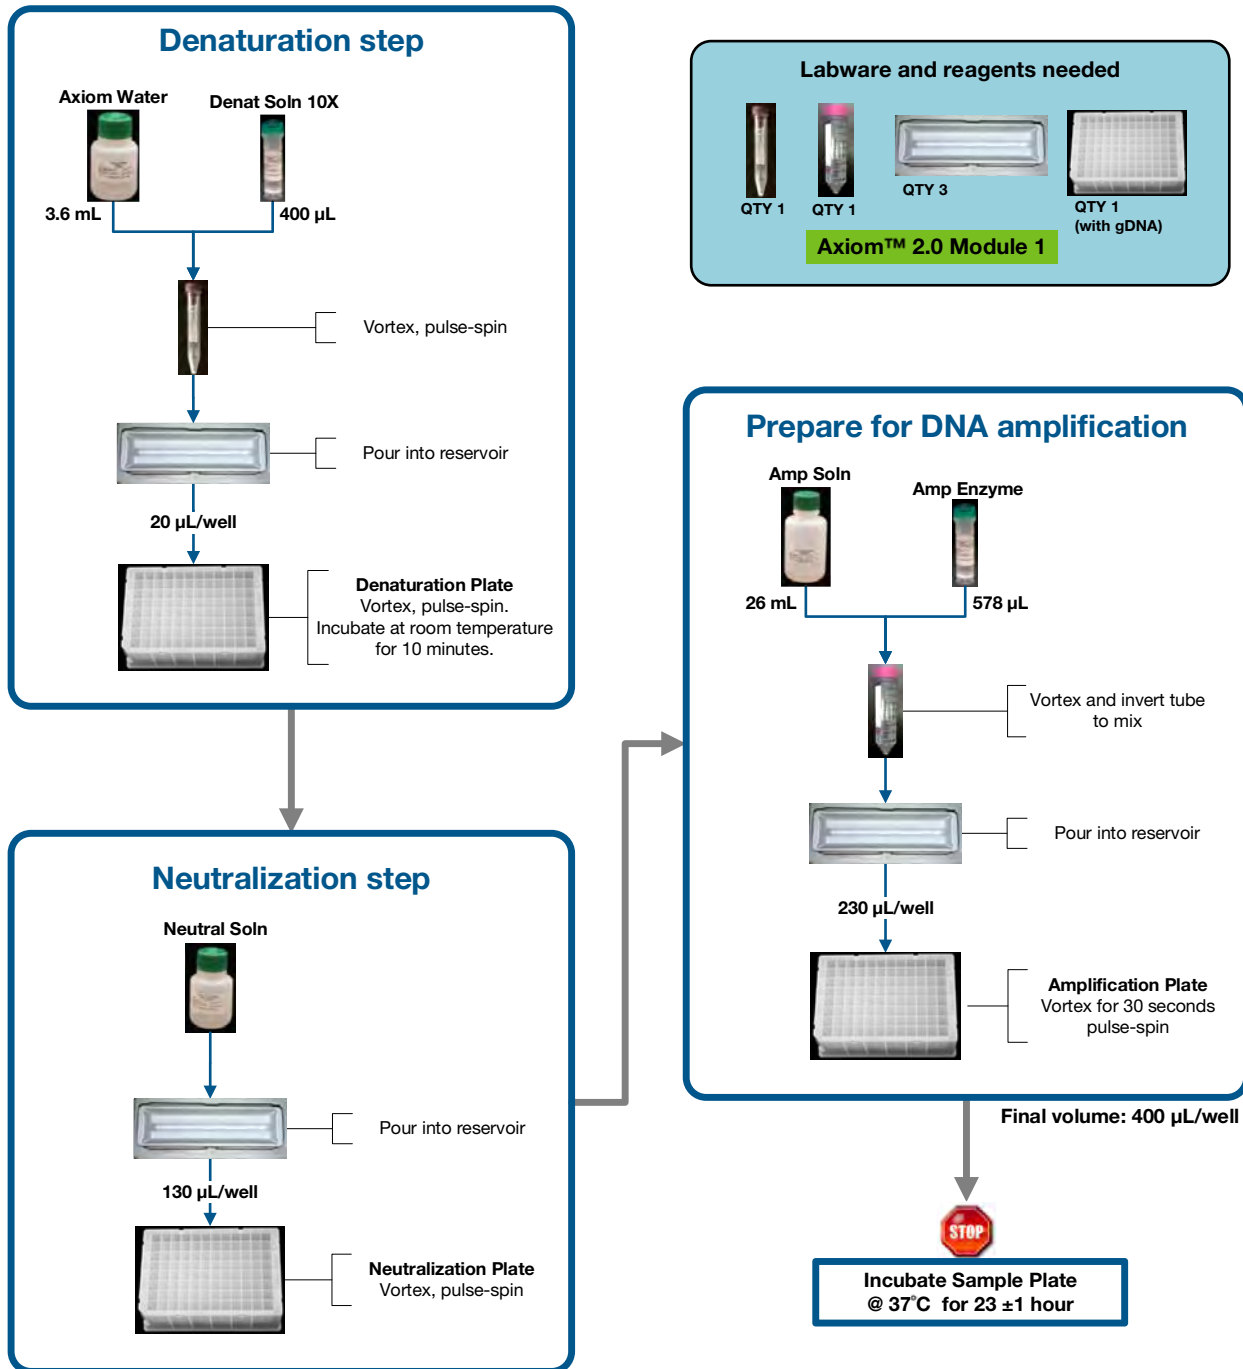 Denaturation step
Axiom Water
Denat Soln 10X
3.6 mL
400 µL
Vortex, pulse-spin
Pour into reservoir
20 µL/well
Denaturation Plate
Vortex, pulse-spin.
Incubate at room temperature
for 10 minutes.
Neutralization step
Neutral Soln
Pour into reservoir
130 µL/well
Neutralization Plate
Vortex, pulse-spin
Labware and reagents needed
QTY 1
QTY 1
QTY 3
QTY 1
(with gDNA)
Axiom™ 2.0 Module 1
Prepare for DNA amplification
Amp Soln
Amp Enzyme
26 mL
578 µL
Vortex and invert tube
to mix
Pour into reservoir
230 µL/well
Amplification Plate
Vortex for 30 seconds
pulse-spin
Final volume: 400 µL/well
STOP
Incubate Sample Plate
@ 37°C for 23 ±1 hour